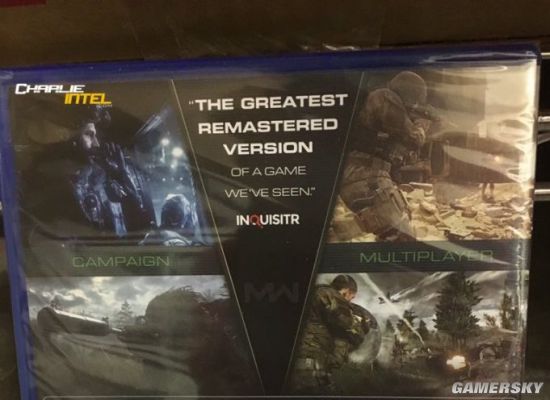 CHARLIE
INTEL
"THE GREATEST
REMASTERED
VERSION
OF A GAME
WE'VE SEEN."
INQUISITR
CAMPAIGN
MULTIPLAYER
MW
GAMERSKY